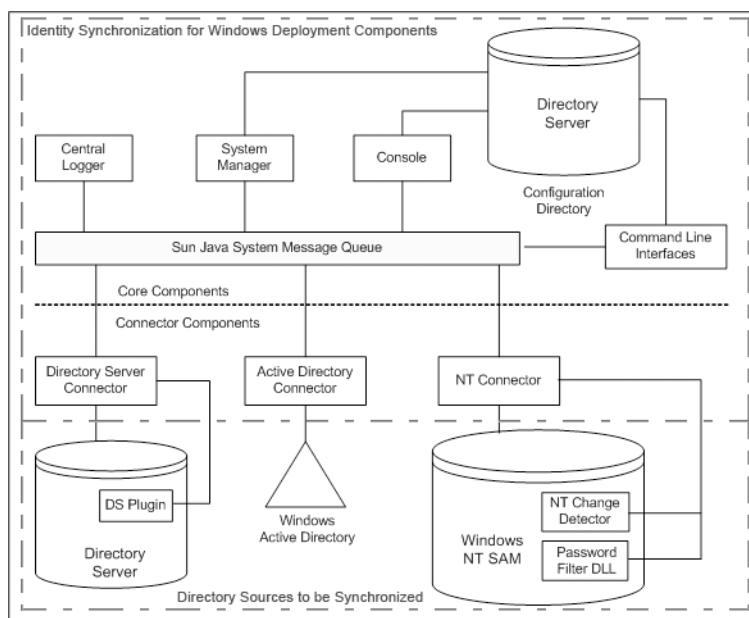 Identity Synchronization for Windows Deployment Components
Directory
Server
Central
Logger
System
Manager
Console
Configuration
Directory
Sun Java System Message Queue
Command Line
Interfaces
Core Components
Connector Components
Directory Server
Connector
Active Directory
Connector
NT Connector
DS Plugin
Directory
Server
Windows
Active Directory
Windows
NT SAM
NT Change
Detector
Password
Filter DLL
Directory Sources to be Synchronized